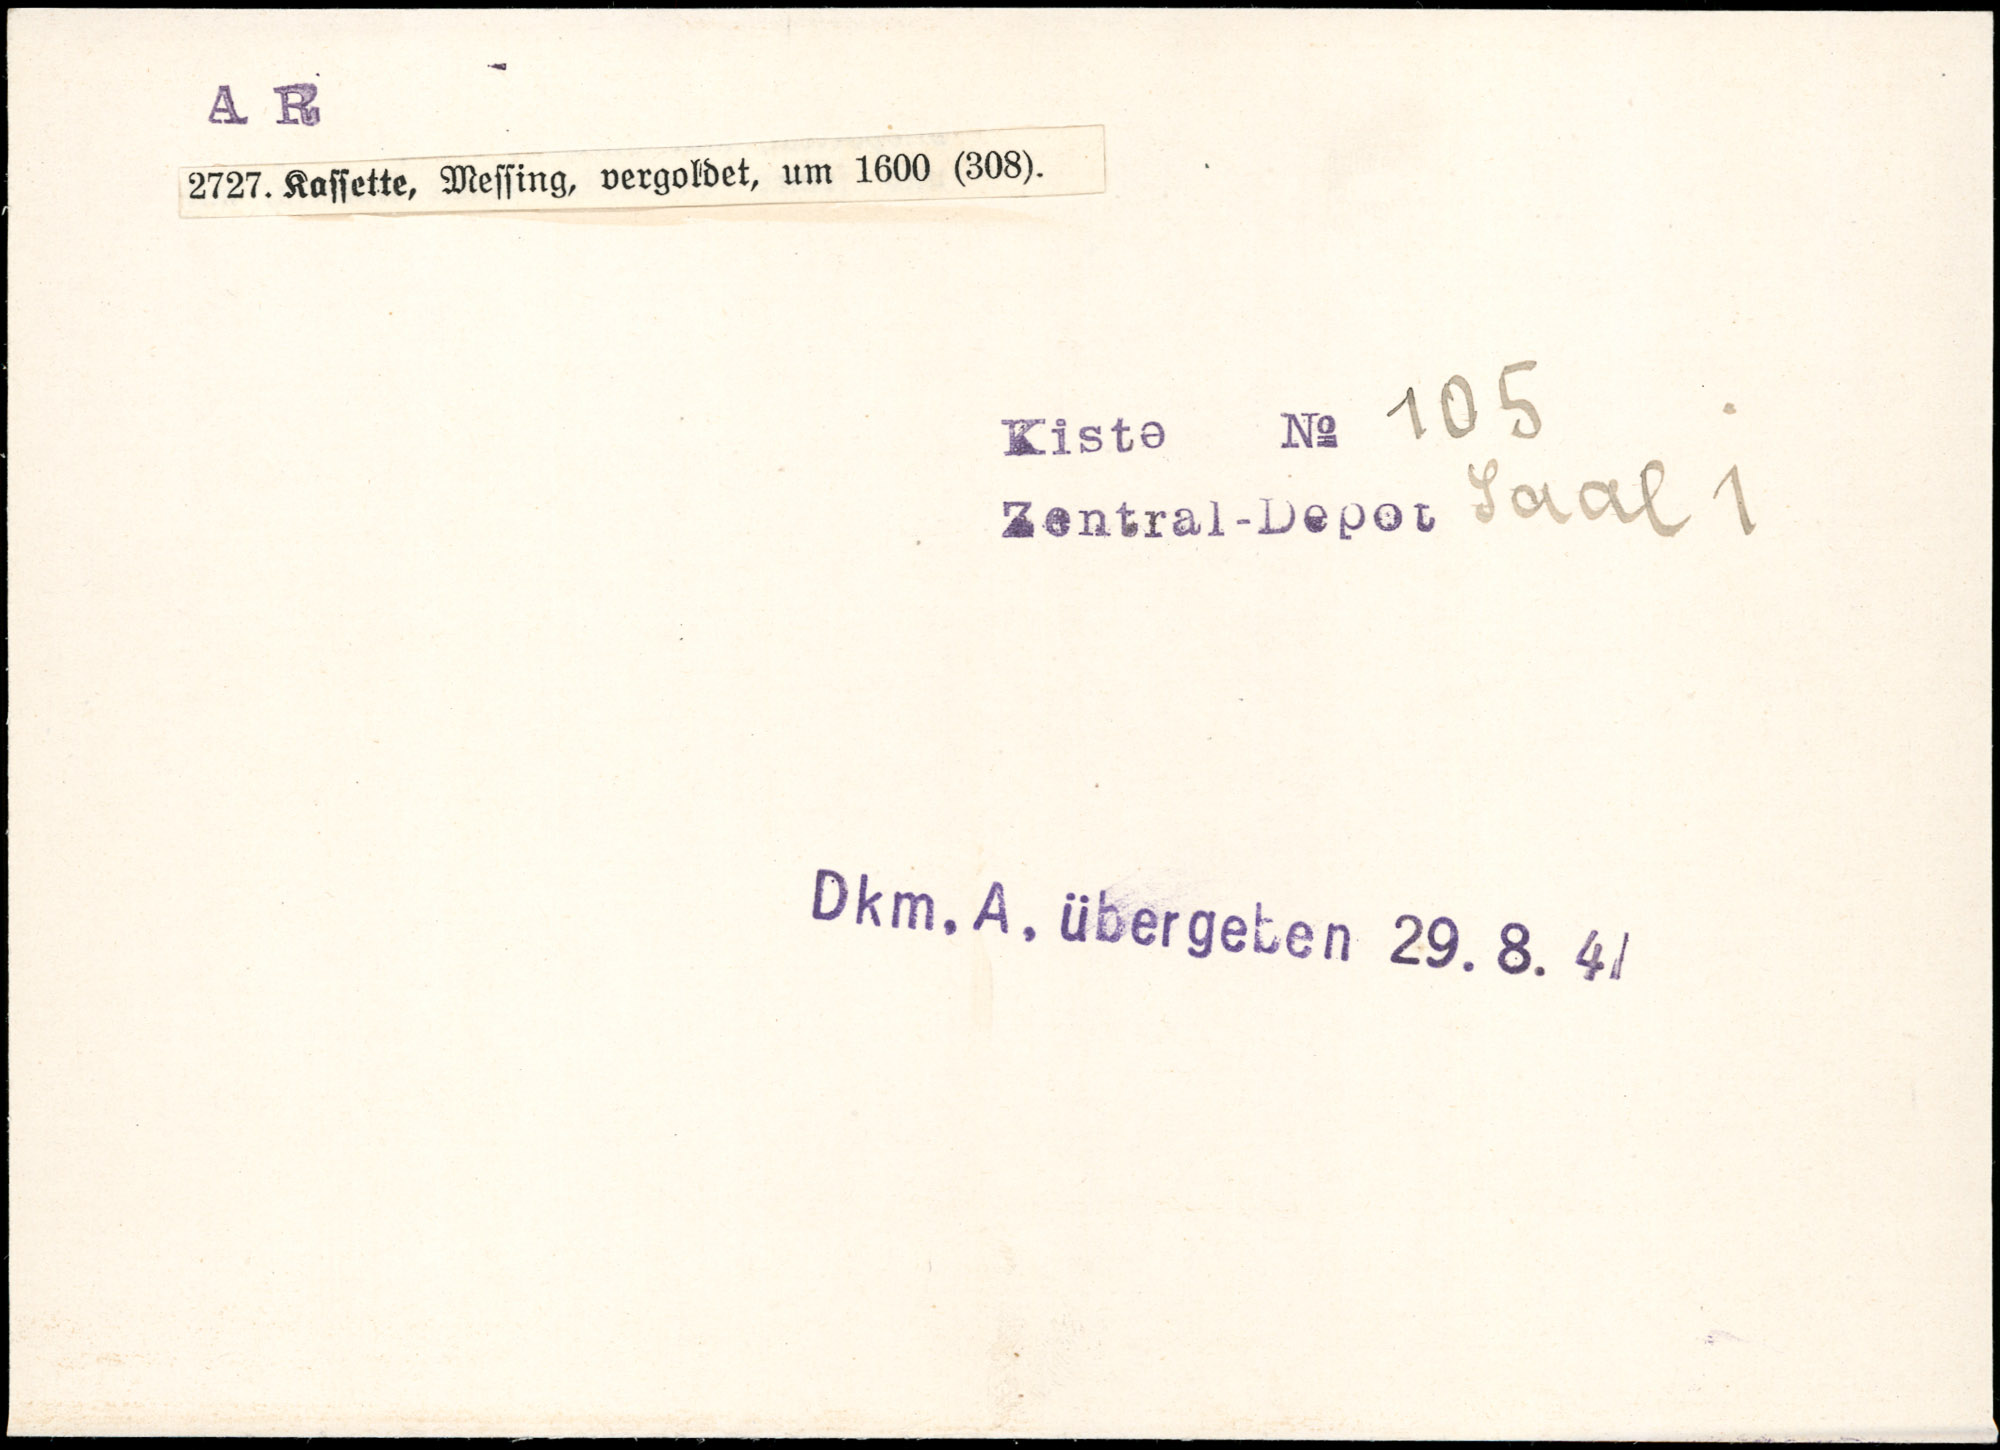 A R
2727. Kassette, Messing, vergoldet, um 1600 (308).
Kiste № 105
Zentral-Depot Saal 1
Dkm. A. übergeben 29. 8. 41